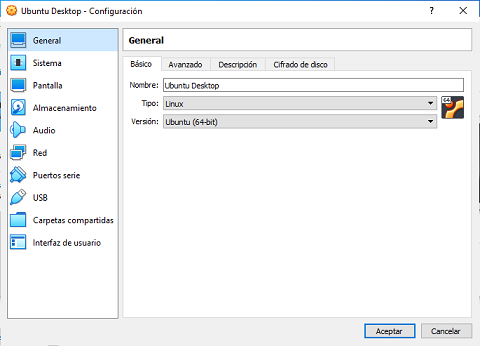 Ubuntu Desktop - Configuración
General
Sistema
Pantalla
Almacenamiento
Audio
Red
Puertos serie
USB
Carpetas compartidas
Interfaz de usuario
General
Básico Avanzado Descripción Cifrado de disco
Nombre: Ubuntu Desktop
Tipo: Linux
64
Versión: Ubuntu (64-bit)
Aceptar Cancelar